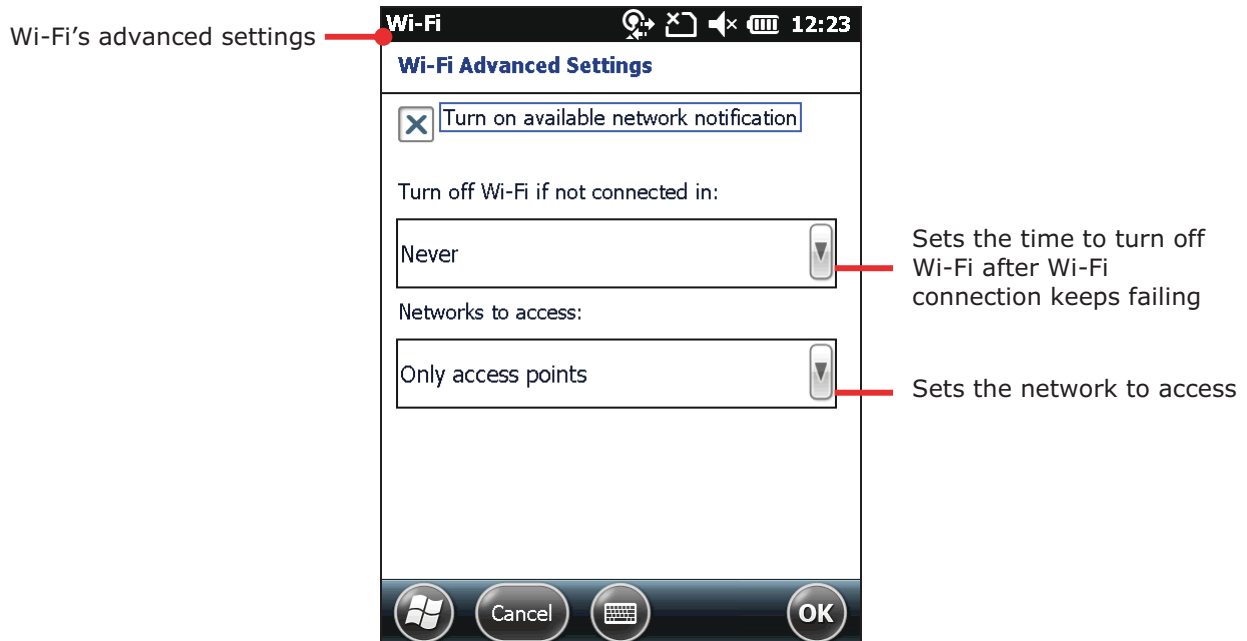 Wi-Fi's advanced settings
Wi-Fi 12:23
Wi-Fi Advanced Settings
Turn on available network notification
Turn off Wi-Fi if not connected in:
Never
Sets the time to turn off
Wi-Fi after Wi-Fi
connection keeps failing
Networks to access:
Only access points
Sets the network to access
Cancel OK